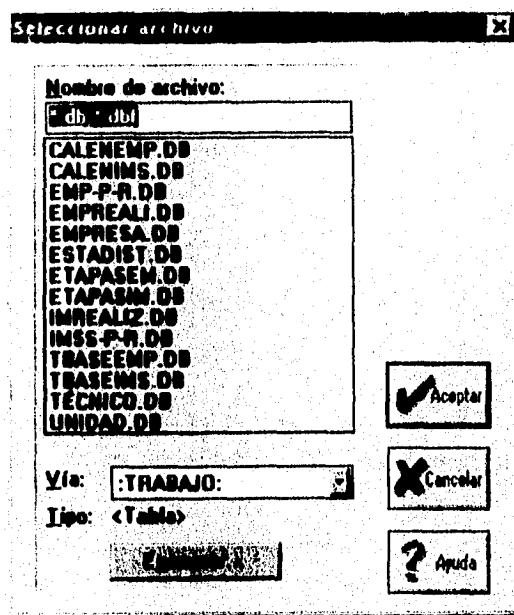 Seleccionar archivo
Nombre de archivo:
*.db;*.dbf
CALENEMP.DB
CALENIMS.DB
EMP-P-R.DB
EMPREALI.DB
EMPRESA.DB
ESTADIST.DB
ETAPASEM.DB
ETAPASIM.DB
IMREALIZ.DB
IMSS-P-R.DB
TBASEEMP.DB
TBASEIMS.DB
TECNICO.DB
UNIDAD.DB
Aceptar
Vía: :TRABAJO:
Cancelar
Tipo: <Tabla>
Ayuda